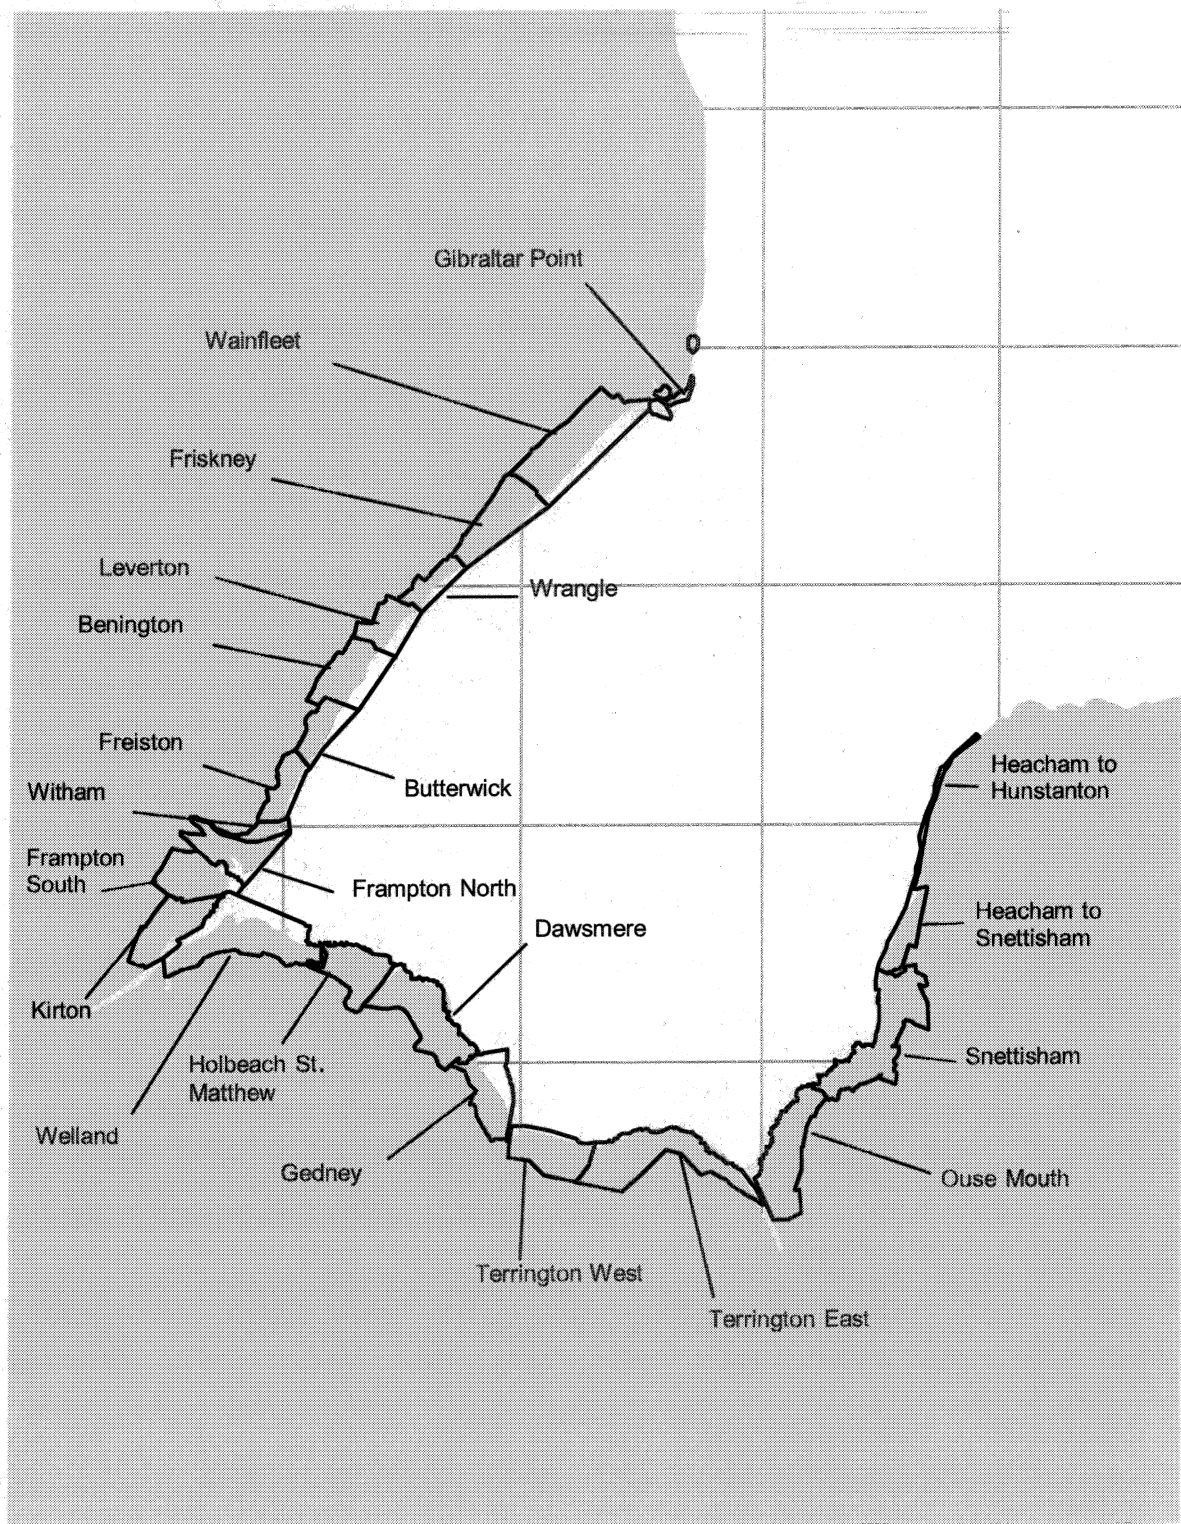 Gibraltar Point
Wainfleet
Friskney
Leverton
Wrangle
Benington
Freiston
Butterwick
Witham
Heacham to
Hunstanton
Frampton
South
Frampton North
Heacham to
Snettisham
Dawsmere
Kirton
Holbeach St.
Matthew
Snettisham
Welland
Gedney
Ouse Mouth
Terrington West
Terrington East